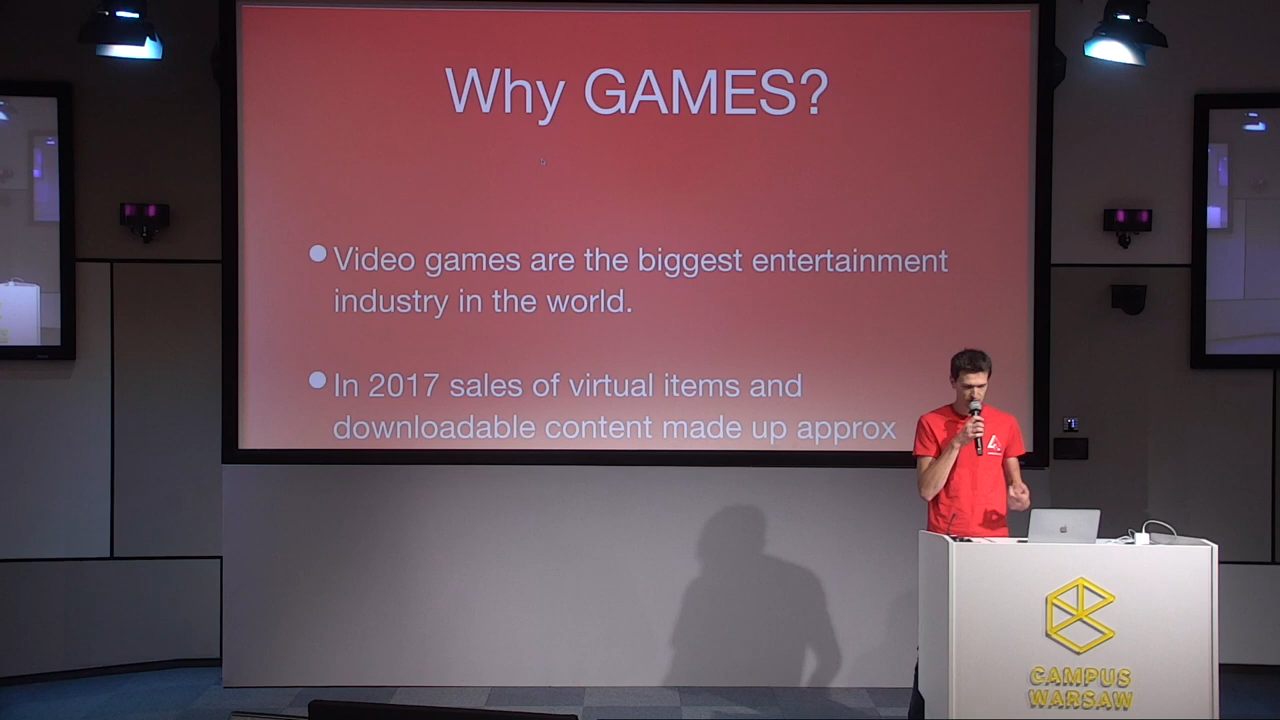 Why GAMES?
Video games are the biggest entertainment
industry in the world.
In 2017 sales of virtual items and
downloadable content made up approx
CAMPUS
WARSAW